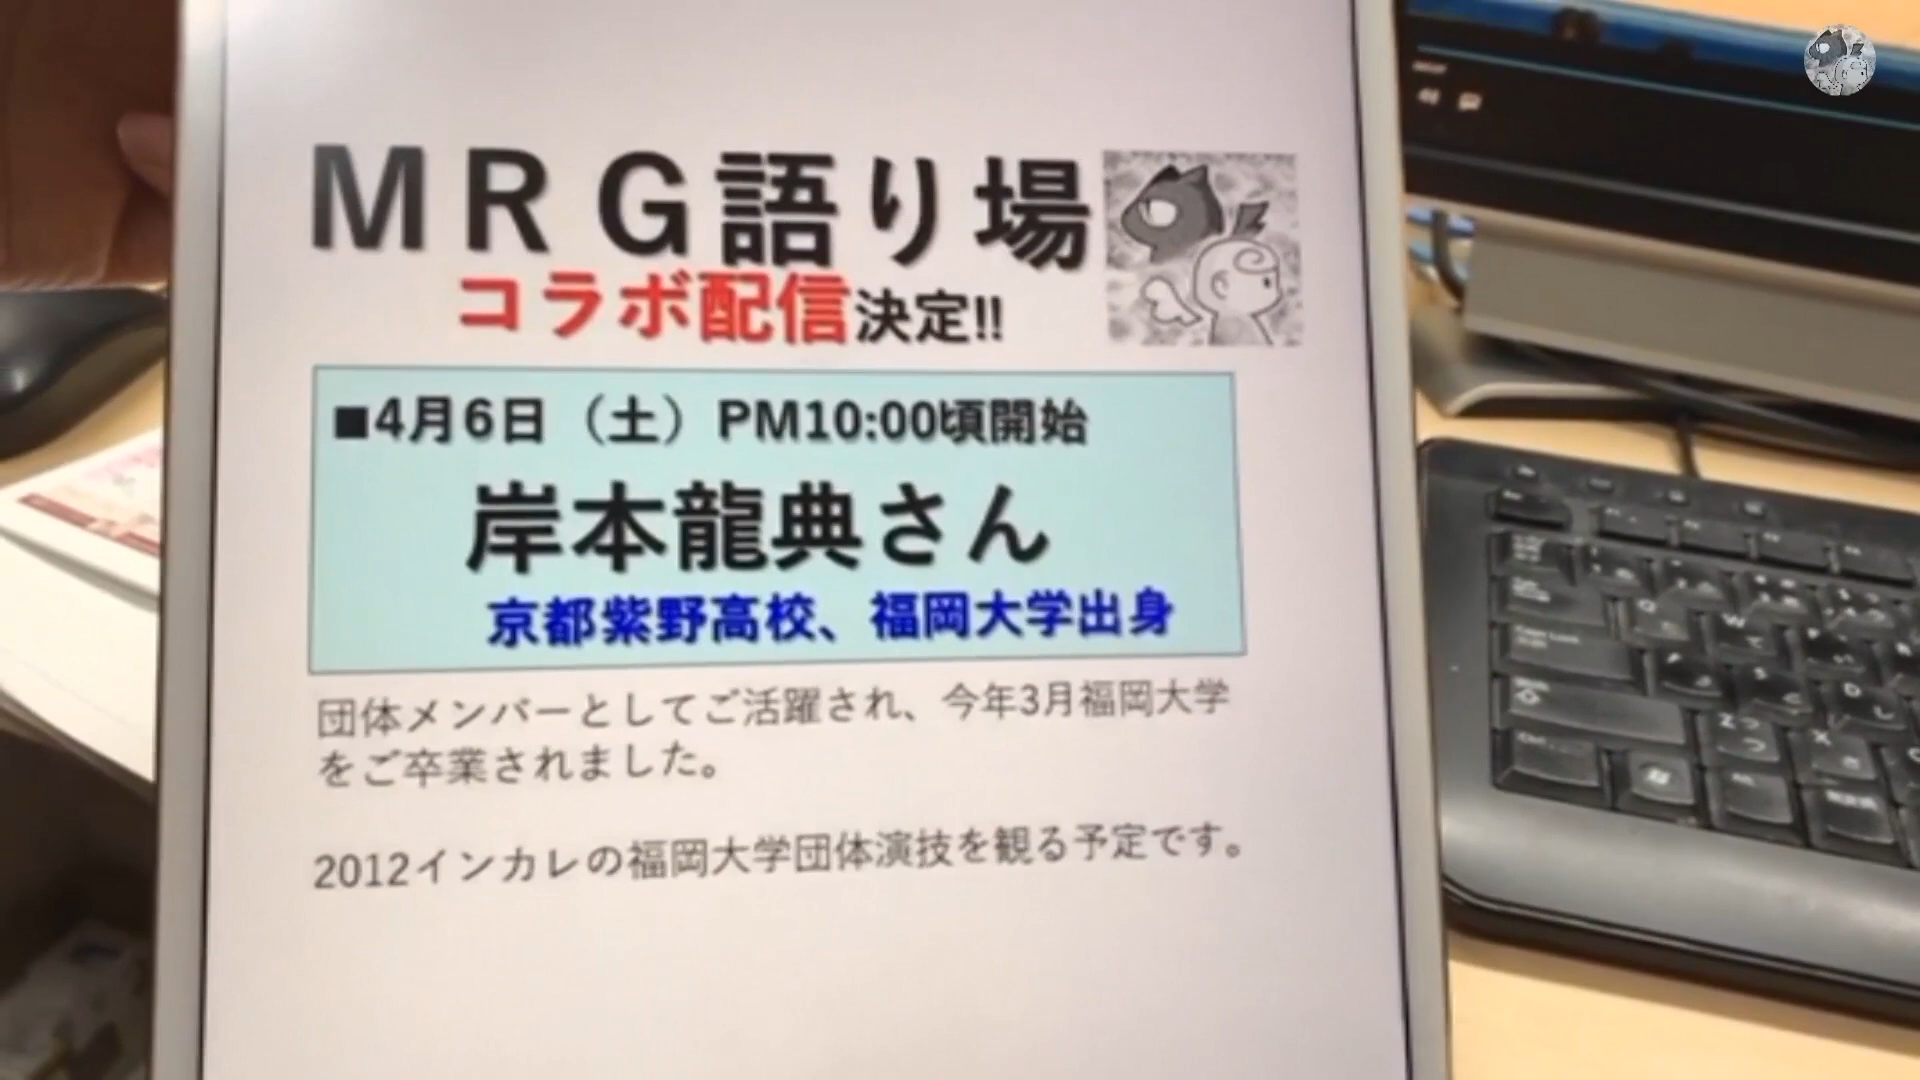 ＭＲＧ語り場
コラボ配信決定!!
■4月6日（土）PM10:00頃開始
岸本龍典さん
京都紫野高校、福岡大学出身
団体メンバーとしてご活躍され、今年3月福岡大学
をご卒業されました。
2012インカレの福岡大学団体演技を観る予定です。